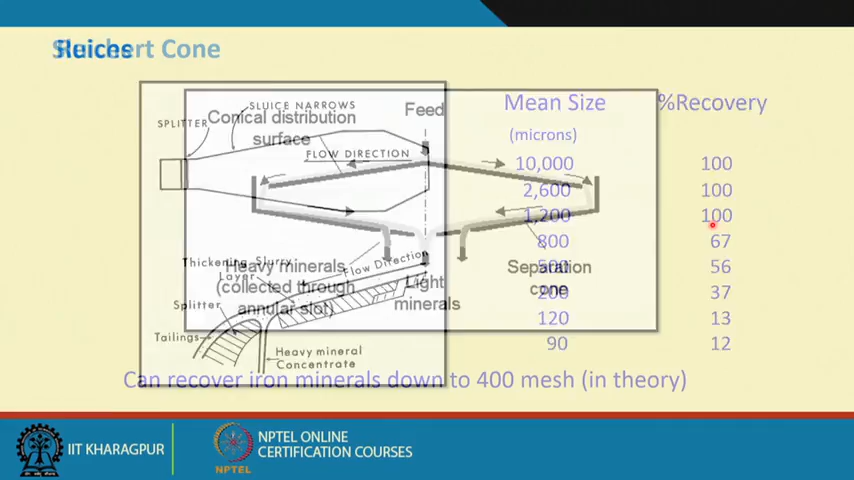 Sluices
Reichert Cone
SLUICE NARROWS
SPLITTER
Conical distribution
surface
FLOW DIRECTION
Feed
Mean Size
%Recovery
(microns)
10,000 100
2,600 100
1,200 100
800 67
56
200 37
120 13
90 12
Thickening Slurry
Layer
Flow Direction
Heavy minerals
(collected through
annular slot)
Light
minerals
Separation
cone
Splitter
Tailings
Heavy mineral
Concentrate
Can recover iron minerals down to 400 mesh (in theory)
IIT KHARAGPUR
NPTEL
NPTEL ONLINE
CERTIFICATION COURSES